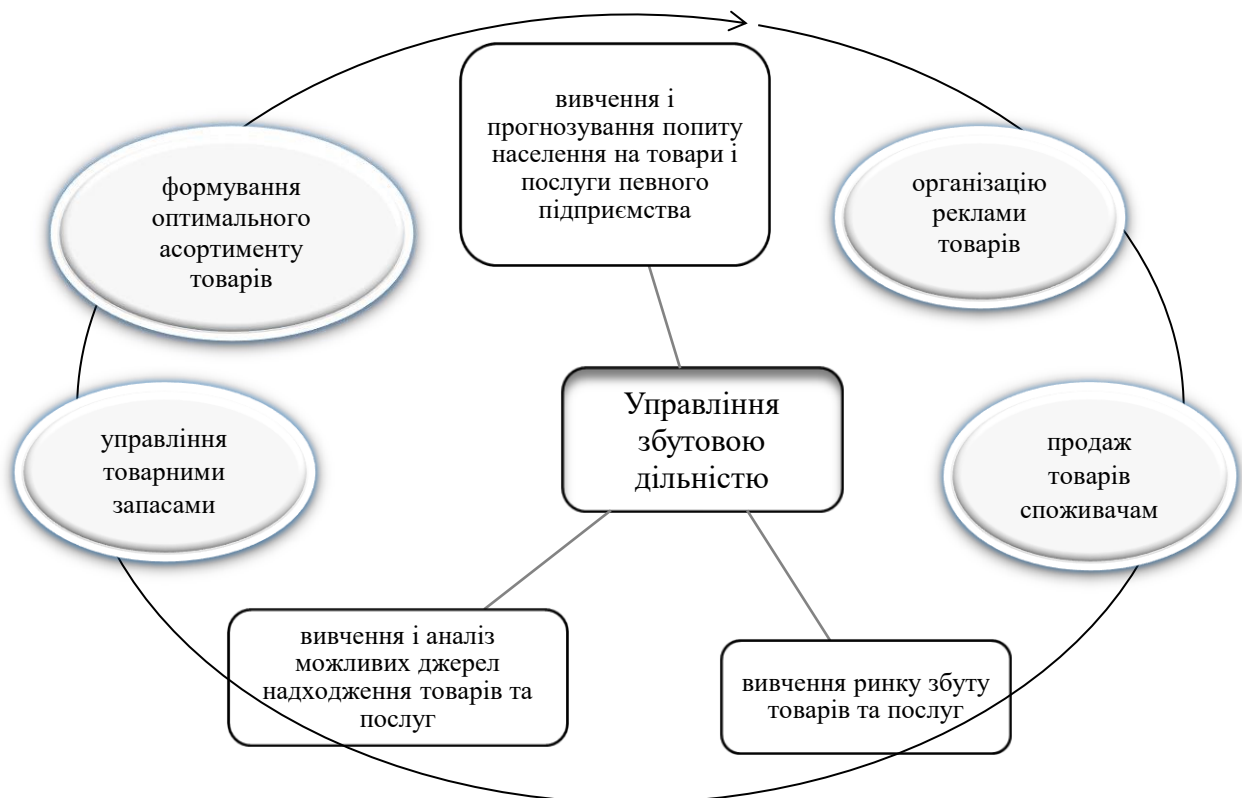 вивчення і
прогнозування попиту
населення на товари і
послуги певного
підприємства
формування
оптимального
асортименту
товарів
організацію
реклами
товарів
Управління
збутовою
дільністю
управління
товарними
запасами
продаж
товарів
споживачам
вивчення і аналіз
можливих джерел
надходження товарів та
послуг
вивчення ринку збуту
товарів та послуг